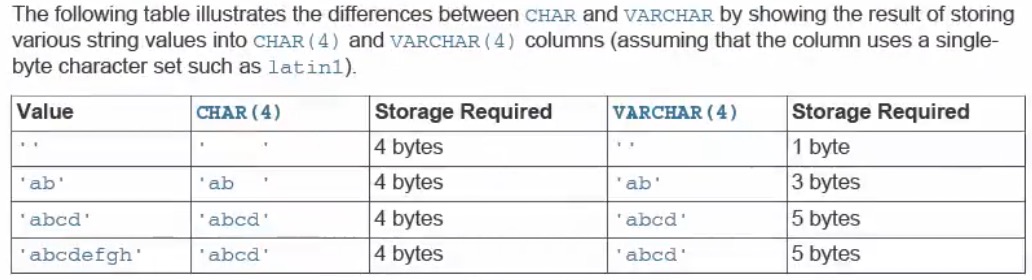 The following table illustrates the differences between CHAR and VARCHAR by showing the result of storing
various string values into CHAR(4) and VARCHAR(4) columns (assuming that the column uses a single-
byte character set such as latin1).
Value CHAR(4) Storage Required VARCHAR(4) Storage Required
'' '    ' 4 bytes '' 1 byte
'ab' 'ab  ' 4 bytes 'ab' 3 bytes
'abcd' 'abcd' 4 bytes 'abcd' 5 bytes
'abcdefgh' 'abcd' 4 bytes 'abcd' 5 bytes